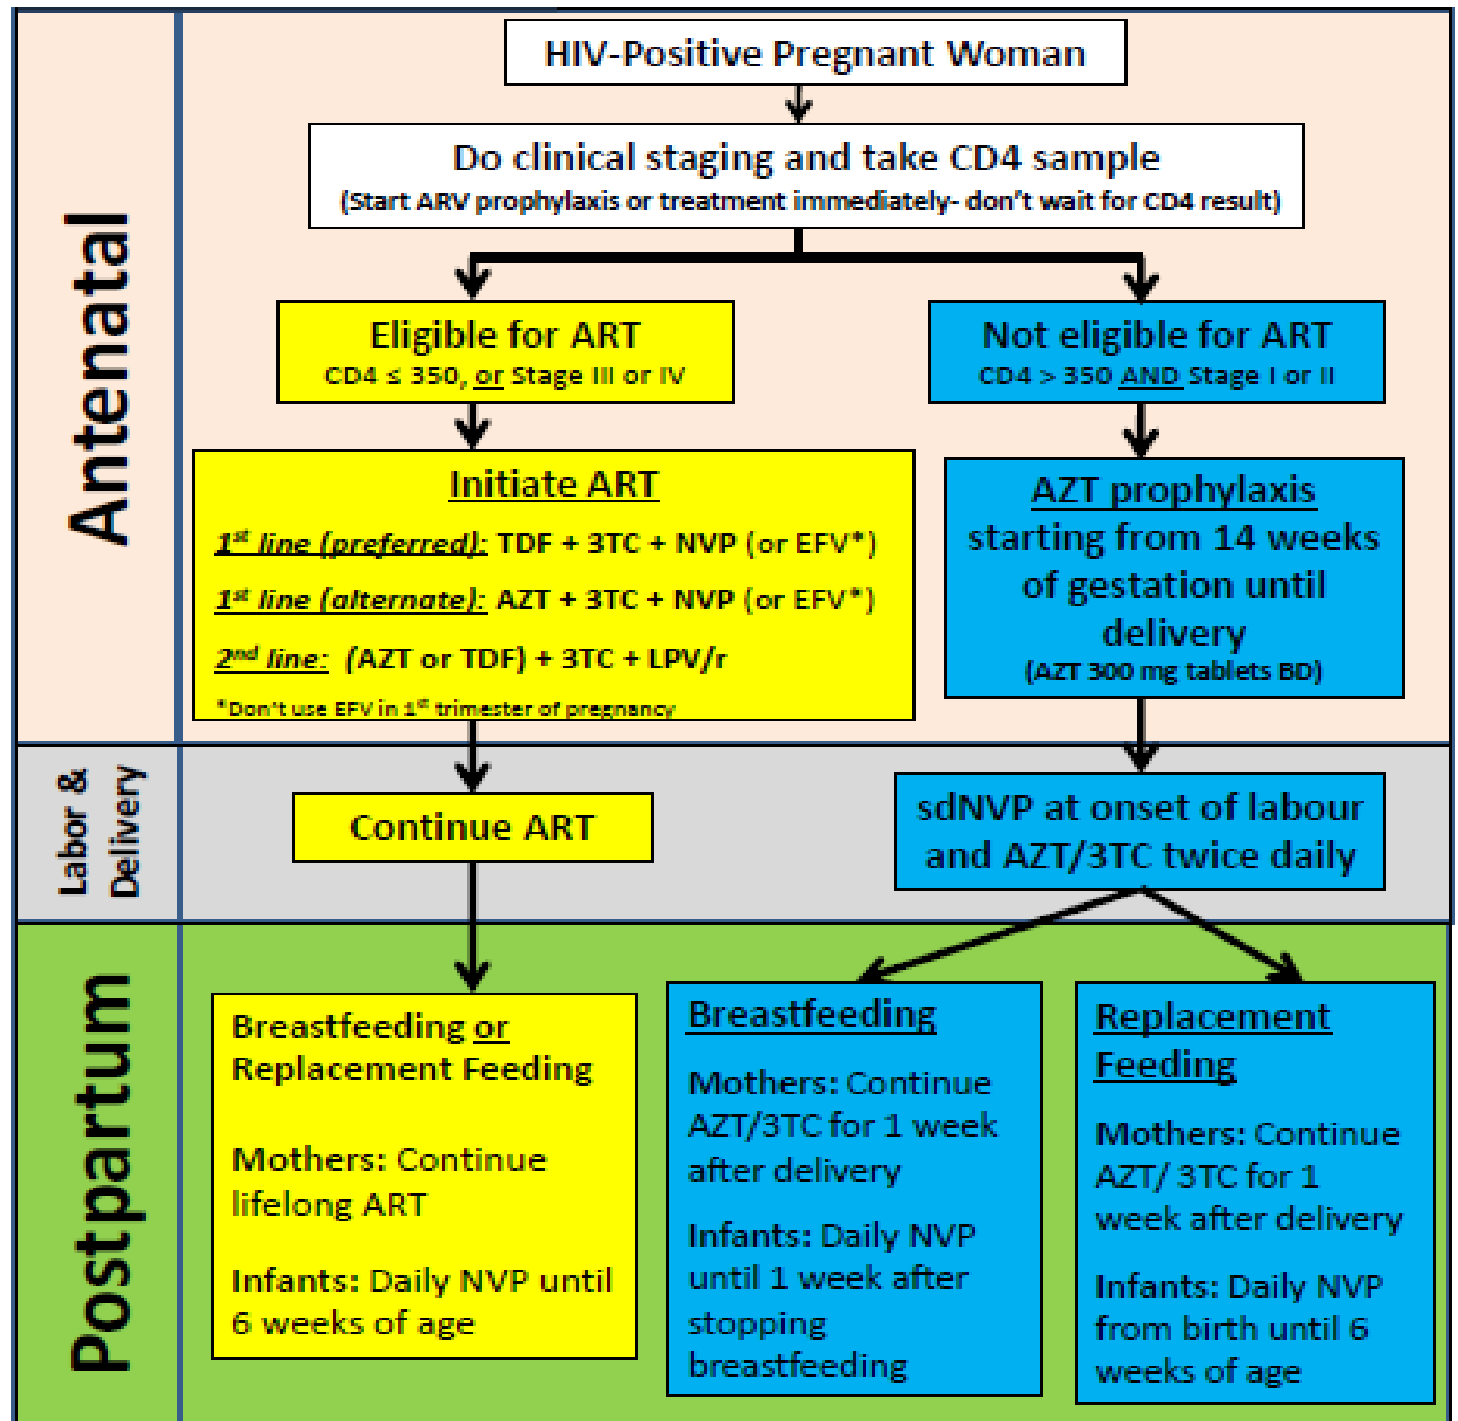 HIV-Positive Pregnant Woman
Do clinical staging and take CD4 sample
(Start ARV prophylaxis or treatment immediately- don't wait for CD4 result)
Antenatal
Eligible for ART
CD4 ≤ 350, or Stage III or IV
Not eligible for ART
CD4 > 350 AND Stage I or II
Initiate ART
1st line (preferred): TDF + 3TC + NVP (or EFV*)
1st line (alternate): AZT + 3TC + NVP (or EFV*)
2nd line: (AZT or TDF) + 3TC + LPV/r
*Don't use EFV in 1st trimester of pregnancy
AZT prophylaxis
starting from 14 weeks
of gestation until
delivery
(AZT 300 mg tablets BD)
Labor &
Delivery
Continue ART
sdNVP at onset of labour
and AZT/3TC twice daily
Postpartum
Breastfeeding or
Replacement Feeding
Mothers: Continue
lifelong ART
Infants: Daily NVP until
6 weeks of age
Breastfeeding
Mothers: Continue
AZT/3TC for 1 week
after delivery
Infants: Daily NVP
until 1 week after
stopping
breastfeeding
Replacement
Feeding
Mothers: Continue
AZT/ 3TC for 1
week after delivery
Infants: Daily NVP
from birth until 6
weeks of age